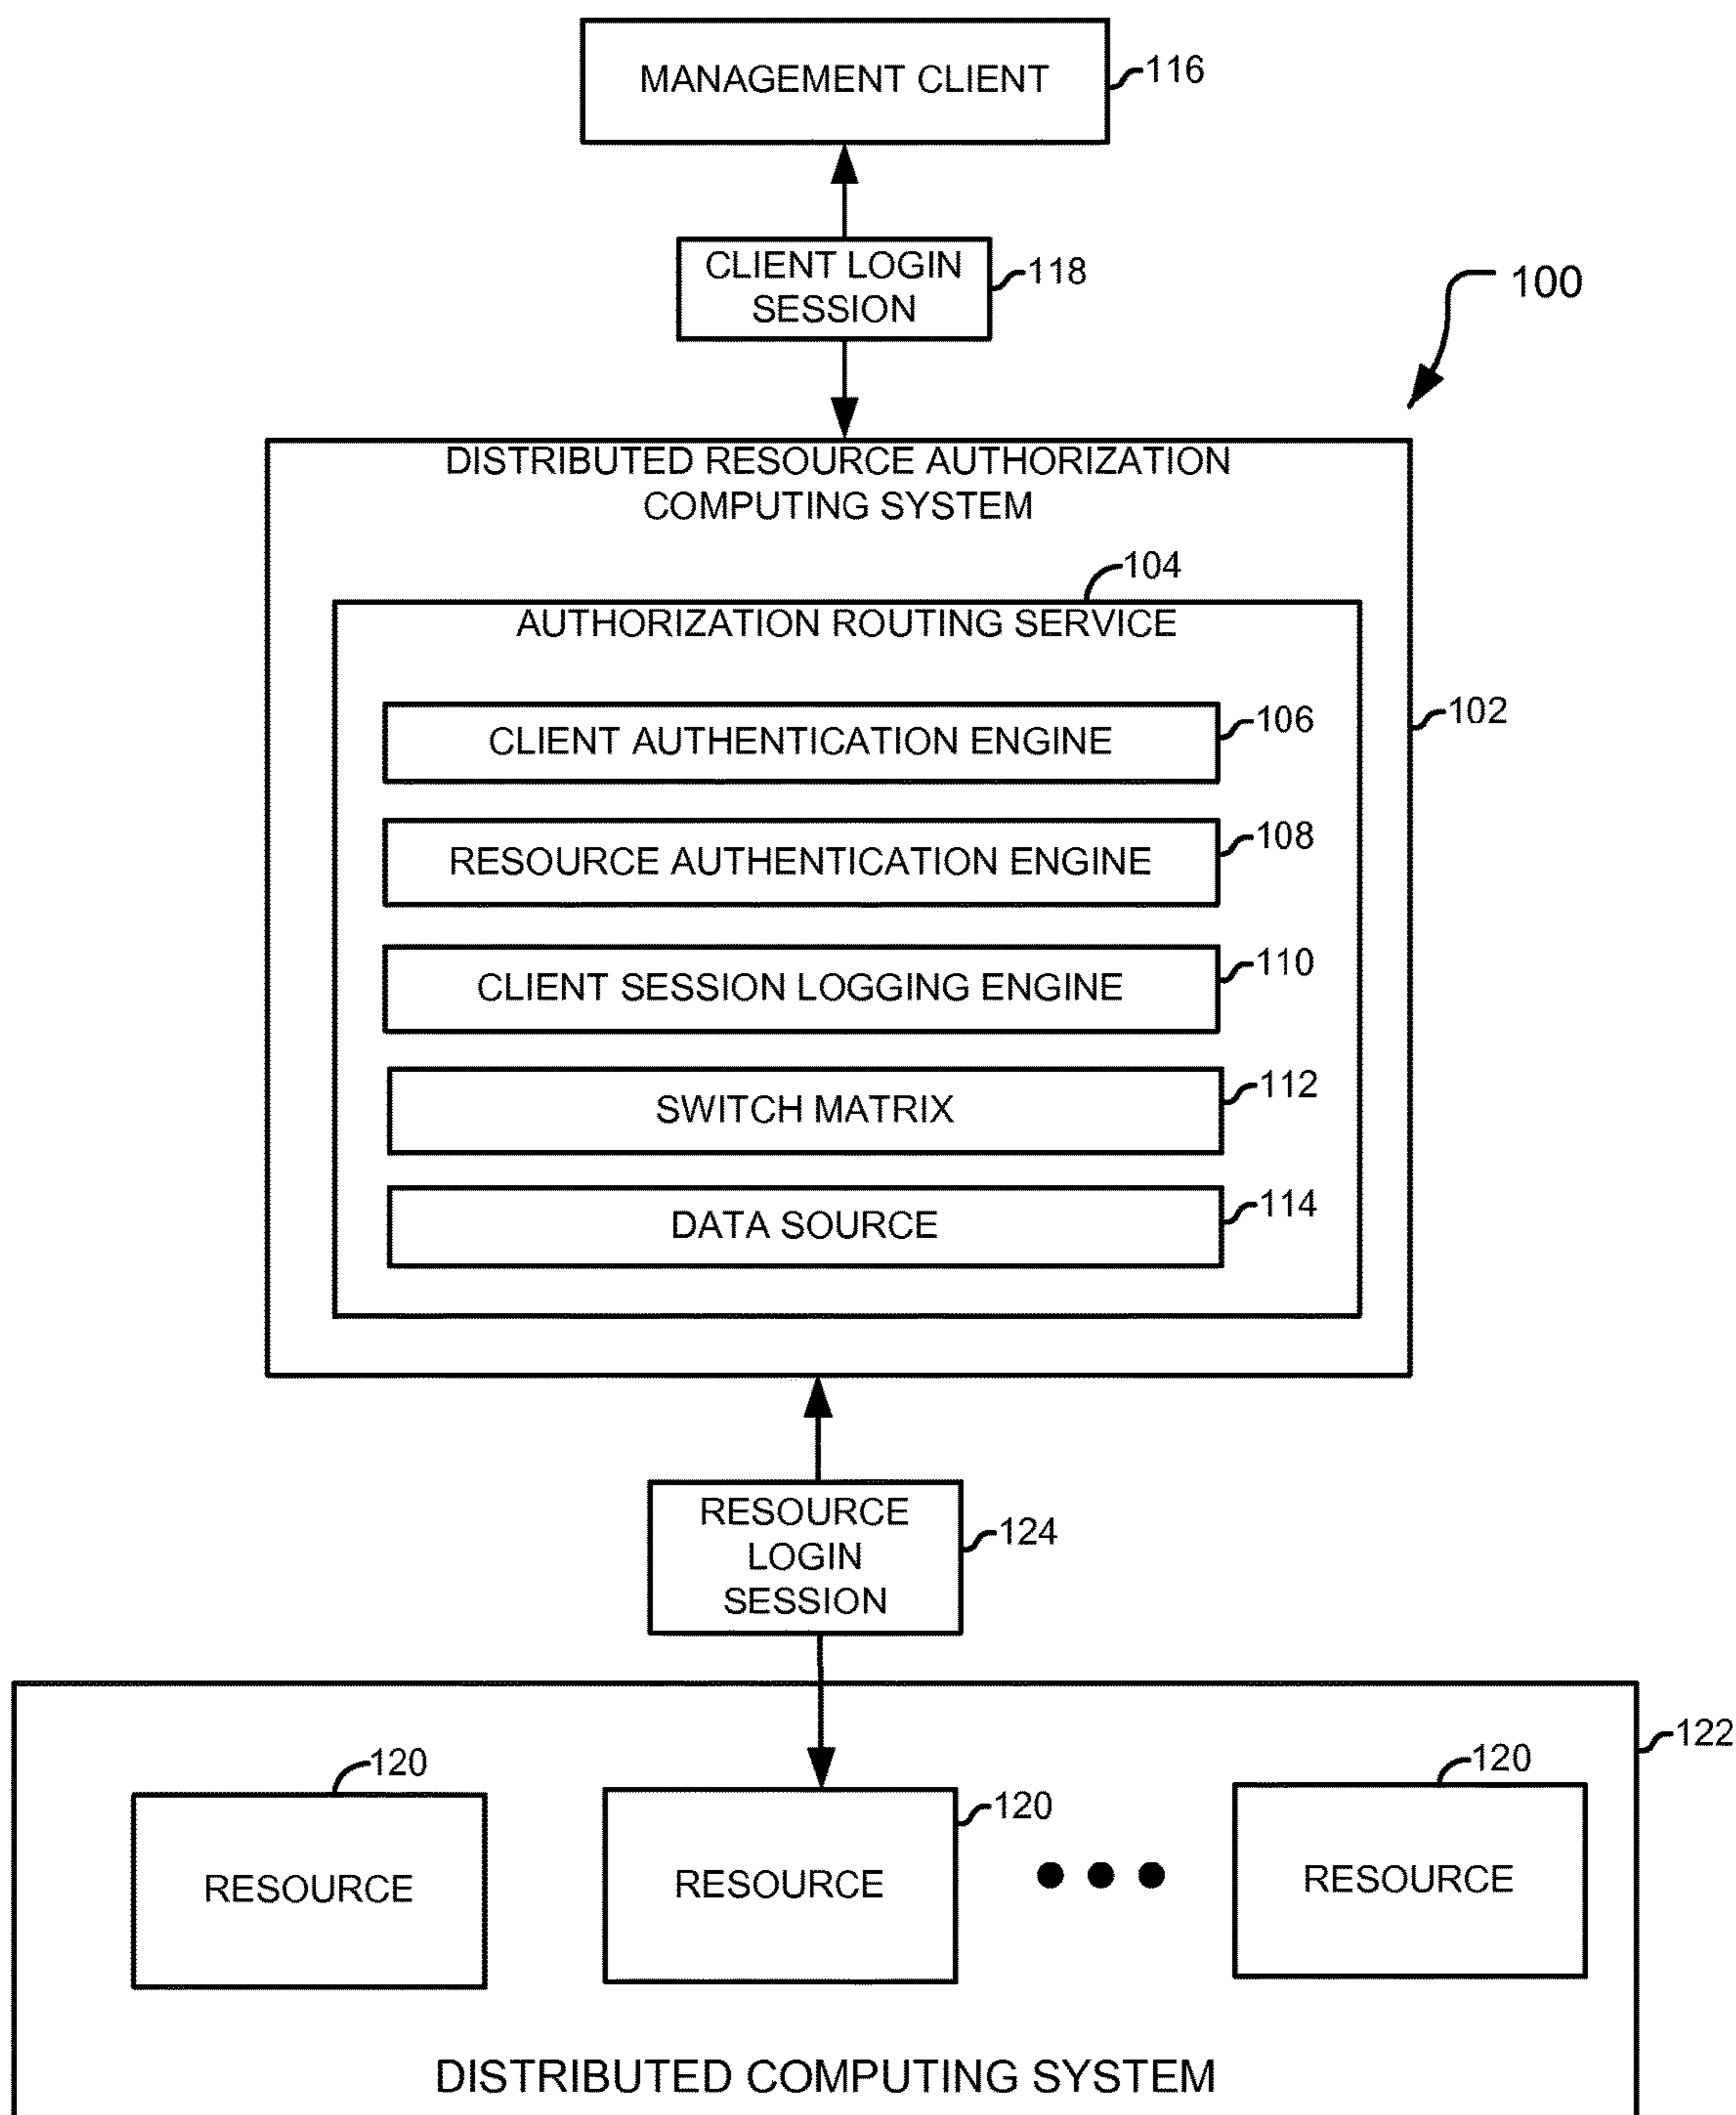 MANAGEMENT CLIENT
116
CLIENT LOGIN
SESSION
118
100
DISTRIBUTED RESOURCE AUTHORIZATION
COMPUTING SYSTEM
104
AUTHORIZATION ROUTING SERVICE
102
CLIENT AUTHENTICATION ENGINE
106
RESOURCE AUTHENTICATION ENGINE
108
CLIENT SESSION LOGGING ENGINE
110
SWITCH MATRIX
112
DATA SOURCE
114
RESOURCE
LOGIN
SESSION
124
122
120
RESOURCE
120
RESOURCE
120
RESOURCE
DISTRIBUTED COMPUTING SYSTEM